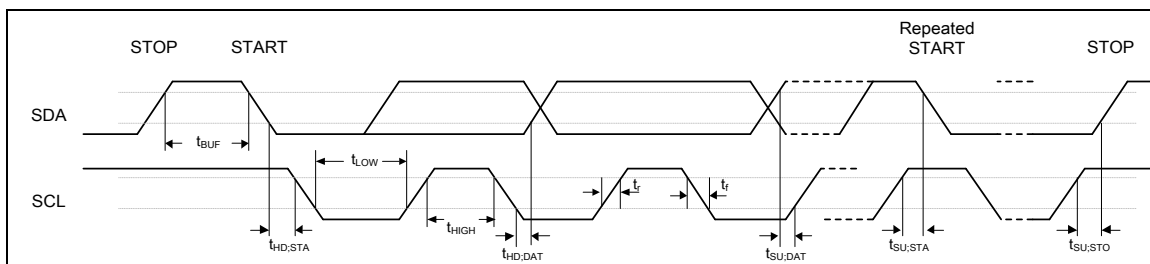 STOP
START
Repeated
START
STOP
SDA
tBUF
tLOW
SCL
tr
tf
tHIGH
tHD;STA
tHD;DAT
tSU;DAT
tSU;STA
tSU;STO